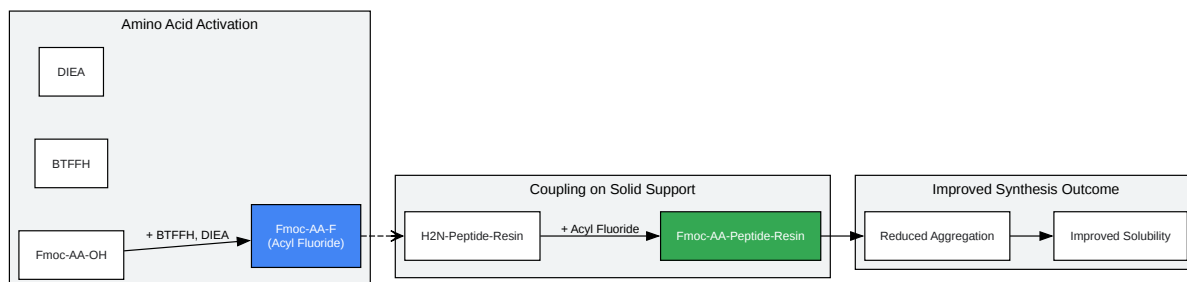 Amino Acid Activation
DIEA
BTFFH
Fmoc-AA-OH
+ BTFFH, DIEA
Fmoc-AA-F
(Acyl Fluoride)
Coupling on Solid Support
H2N-Peptide-Resin
+ Acyl Fluoride
Fmoc-AA-Peptide-Resin
Improved Synthesis Outcome
Reduced Aggregation
Improved Solubility